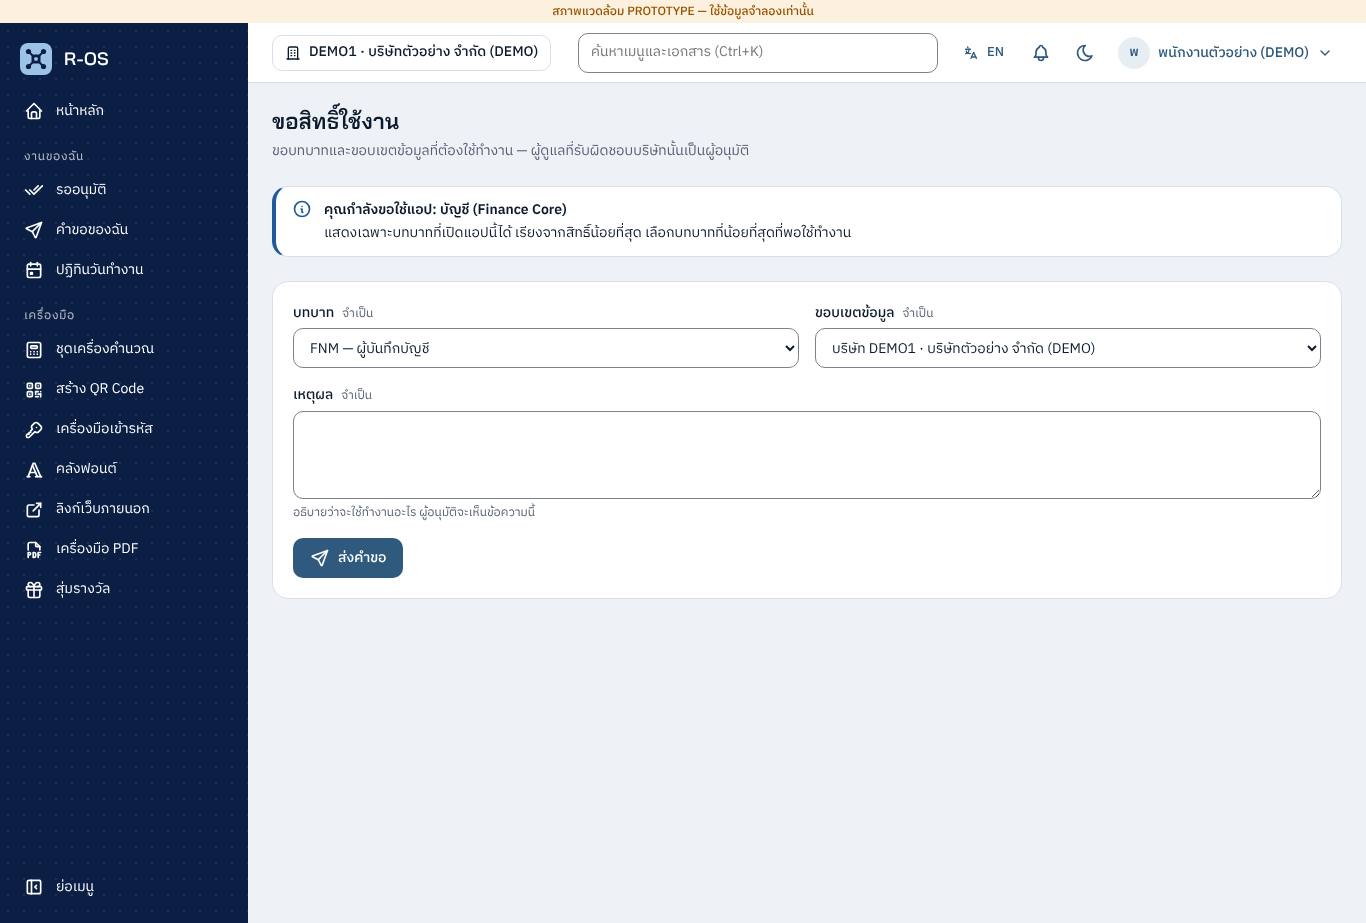 สภาพแวดล้อม PROTOTYPE — ใช้ข้อมูลจำลองเท่านั้น
R-OS
หน้าหลัก
งานของฉัน
รออนุมัติ
คำขอของฉัน
ปฏิทินวันทำงาน
เครื่องมือ
ชุดเครื่องคำนวณ
สร้าง QR Code
เครื่องมือเข้ารหัส
คลังฟอนต์
ลิงก์เว็บภายนอก
PDF เครื่องมือ PDF
สุ่มรางวัล
ย่อเมนู
DEMO1 · บริษัทตัวอย่าง จำกัด (DEMO)
ค้นหาเมนูและเอกสาร (Ctrl+K)
EN
พ พนักงานตัวอย่าง (DEMO)
ขอสิทธิ์ใช้งาน
ขอบทบาทและขอบเขตข้อมูลที่ต้องใช้ทำงาน — ผู้ดูแลที่รับผิดชอบบริษัทนั้นเป็นผู้อนุมัติ
คุณกำลังขอใช้แอป: บัญชี (Finance Core)
แสดงเฉพาะบทบาทที่เปิดแอปนี้ได้ เรียงจากสิทธิ์น้อยที่สุด เลือกบทบาทที่น้อยที่สุดที่พอใช้ทำงาน
บทบาท จำเป็น
FNM — ผู้บันทึกบัญชี
ขอบเขตข้อมูล จำเป็น
บริษัท DEMO1 · บริษัทตัวอย่าง จำกัด (DEMO)
เหตุผล จำเป็น
อธิบายว่าจะใช้ทำงานอะไร ผู้อนุมัติจะเห็นข้อความนี้
ส่งคำขอ